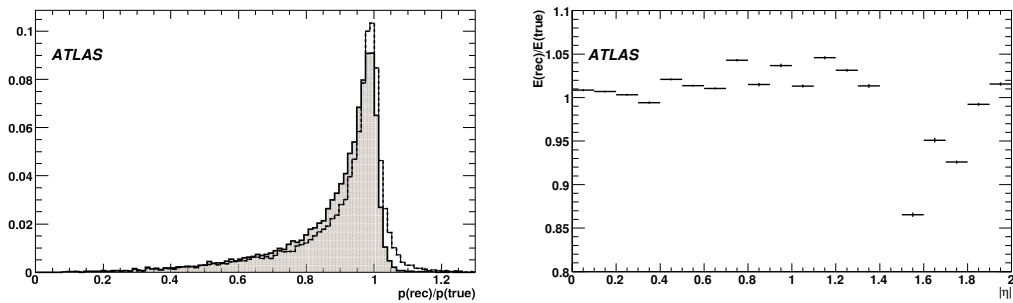 ATLAS
0.1
0.08
0.06
0.04
0.02
0
0 0.2 0.4 0.6 0.8 1 1.2
p(rec)/p(true)
E(rec)/E(true)
ATLAS
1.1
1.05
1
0.95
0.9
0.85
0.8
0 0.2 0.4 0.6 0.8 1 1.2 1.4 1.6 1.8 2
|η|